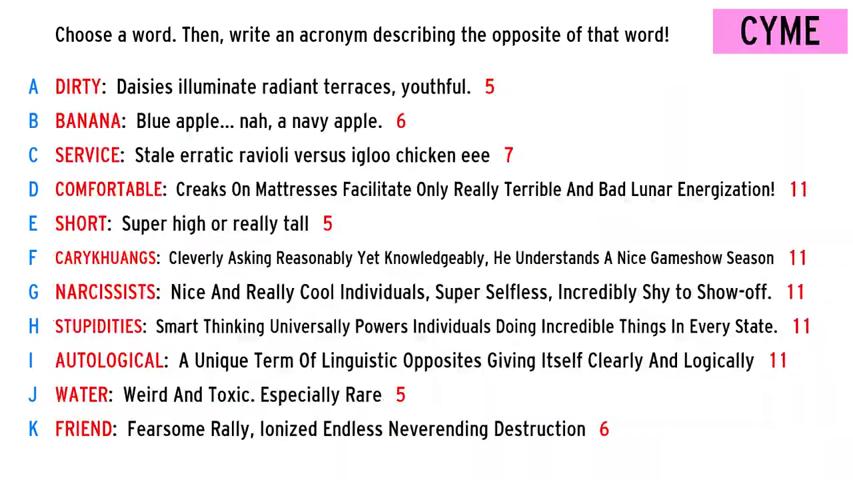 Choose a word. Then, write an acronym describing the opposite of that word!
CYME
A DIRTY: Daisies illuminate radiant terraces, youthful. 5
B BANANA: Blue apple... nah, a navy apple. 6
C SERVICE: Stale erratic ravioli versus igloo chicken eee 7
D COMFORTABLE: Creaks On Mattresses Facilitate Only Really Terrible And Bad Lunar Energization! 11
E SHORT: Super high or really tall 5
F CARYKHUANGS: Cleverly Asking Reasonably Yet Knowledgeably, He Understands A Nice Gameshow Season 11
G NARCISSISTS: Nice And Really Cool Individuals, Super Selfless, Incredibly Shy to Show-off. 11
H STUPIDITIES: Smart Thinking Universally Powers Individuals Doing Incredible Things In Every State. 11
I AUTOLOGICAL: A Unique Term Of Linguistic Opposites Giving Itself Clearly And Logically 11
J WATER: Weird And Toxic. Especially Rare 5
K FRIEND: Fearsome Rally, Ionized Endless Neverending Destruction 6